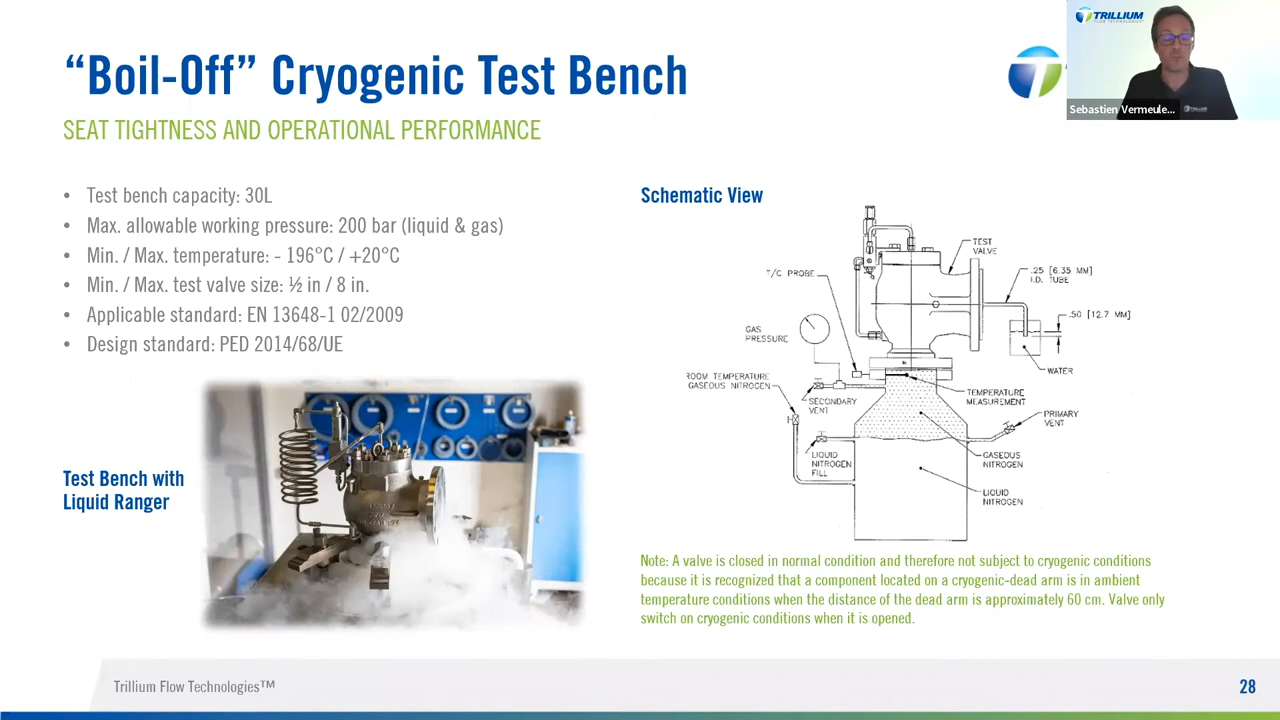 “Boil-Off” Cryogenic Test Bench
SEAT TIGHTNESS AND OPERATIONAL PERFORMANCE
TRILLIUM
FLOW TECHNOLOGIES
Sebastien Vermeule...
• Test bench capacity: 30L
• Max. allowable working pressure: 200 bar (liquid & gas)
• Min. / Max. temperature: - 196°C / +20°C
• Min. / Max. test valve size: ½ in / 8 in.
• Applicable standard: EN 13648-1 02/2009
• Design standard: PED 2014/68/UE
Test Bench with
Liquid Ranger
Schematic View
TEST
VALVE
T/C PROBE
.25 [6.35 MM]
I.D. TUBE
.50 [12.7 MM]
GAS
PRESSURE
WATER
ROOM TEMPERATURE
GASEOUS NITROGEN
SECONDARY
VENT
TEMPERATURE
MEASUREMENT
PRIMARY
VENT
LIQUID
NITROGEN
FILL
GASEOUS
NITROGEN
LIQUID
NITROGEN
Note: A valve is closed in normal condition and therefore not subject to cryogenic conditions
because it is recognized that a component located on a cryogenic-dead arm is in ambient
temperature conditions when the distance of the dead arm is approximately 60 cm. Valve only
switch on cryogenic conditions when it is opened.
Trillium Flow Technologies™
28